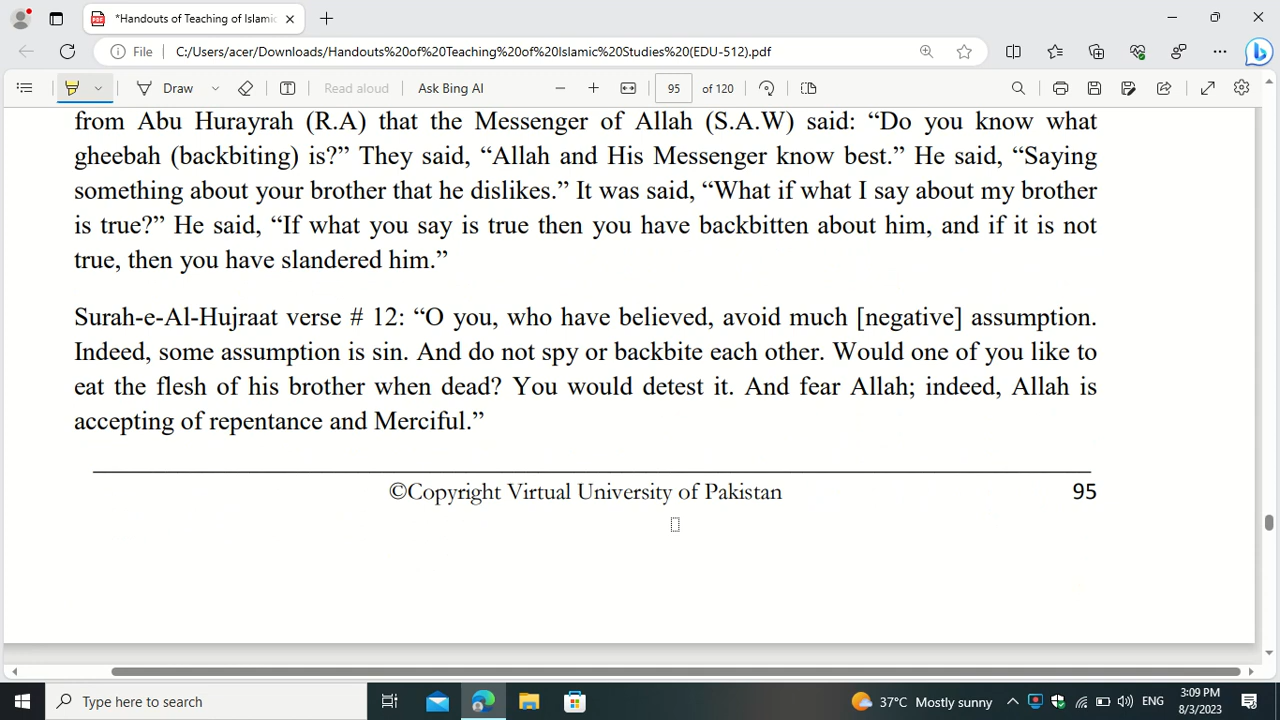 *Handouts of Teaching of Islamic
File
C:/Users/acer/Downloads/Handouts%20of%20Teaching%20of%20Islamic%20Studies%20(EDU-512).pdf
Draw
Read aloud
Ask Bing AI
95 of 120
from Abu Hurayrah (R.A) that the Messenger of Allah (S.A.W) said: “Do you know what
gheebah (backbiting) is?” They said, “Allah and His Messenger know best.” He said, “Saying
something about your brother that he dislikes.” It was said, “What if what I say about my brother
is true?” He said, “If what you say is true then you have backbitten about him, and if it is not
true, then you have slandered him.”
Surah-e-Al-Hujraat verse # 12: “O you, who have believed, avoid much [negative] assumption.
Indeed, some assumption is sin. And do not spy or backbite each other. Would one of you like to
eat the flesh of his brother when dead? You would detest it. And fear Allah; indeed, Allah is
accepting of repentance and Merciful.”
©Copyright Virtual University of Pakistan 95
Type here to search
37°C Mostly sunny
ENG
3:09 PM
8/3/2023